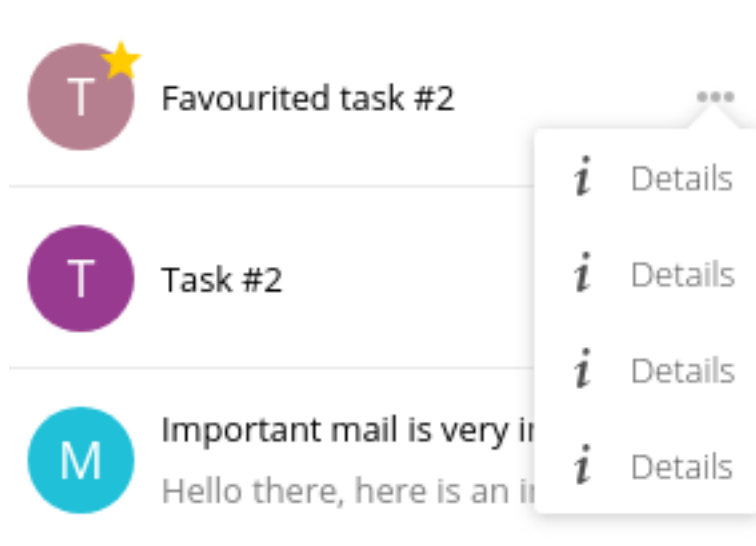 T
Favourited task #2
Details
Details
T
Task #2
Details
M
Important mail is very
Hello there, here is an
Details